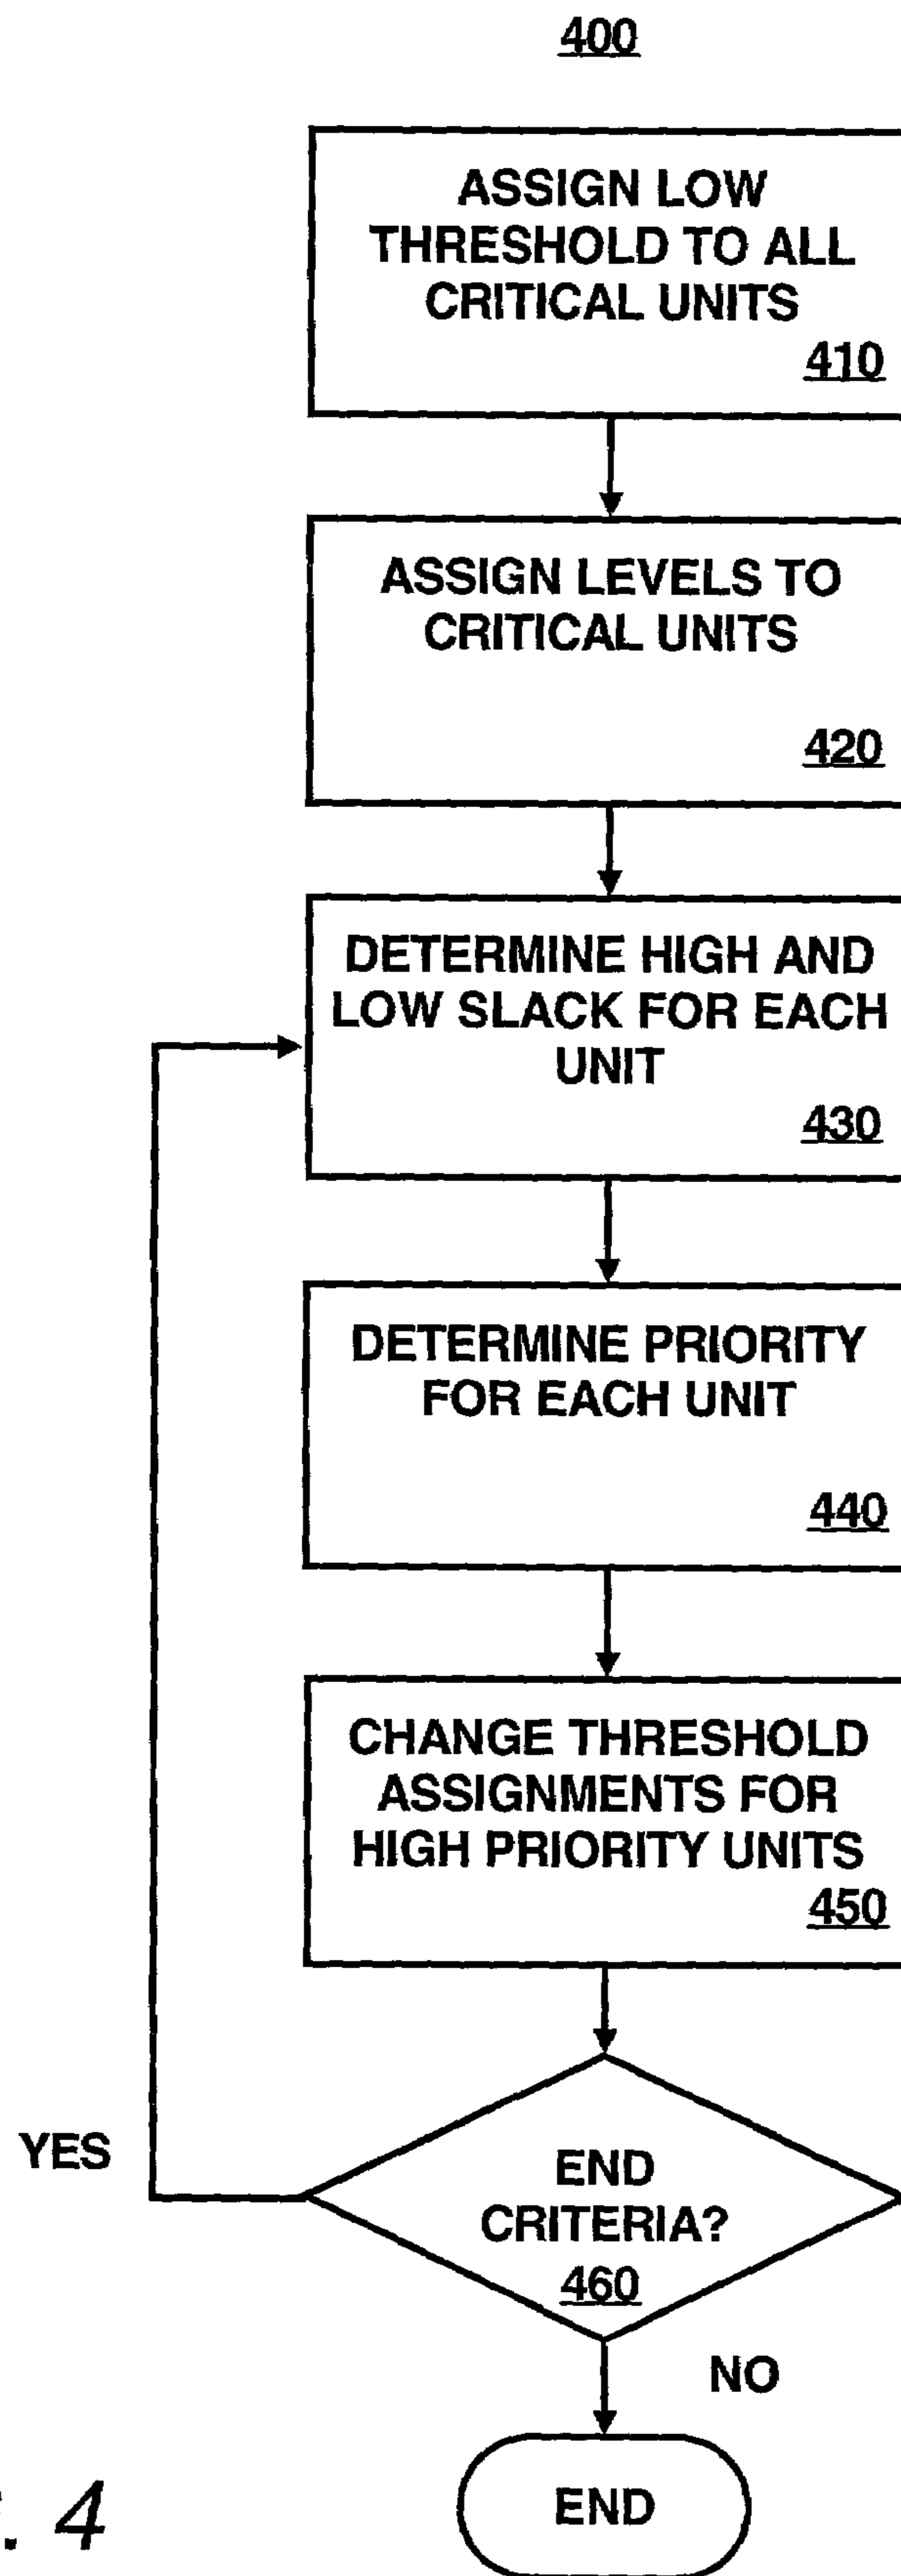 400
ASSIGN LOW
THRESHOLD TO ALL
CRITICAL UNITS
410
ASSIGN LEVELS TO
CRITICAL UNITS
420
DETERMINE HIGH AND
LOW SLACK FOR EACH
UNIT
430
DETERMINE PRIORITY
FOR EACH UNIT
440
CHANGE THRESHOLD
ASSIGNMENTS FOR
HIGH PRIORITY UNITS
450
YES
END
CRITERIA?
460
NO
END
. 4